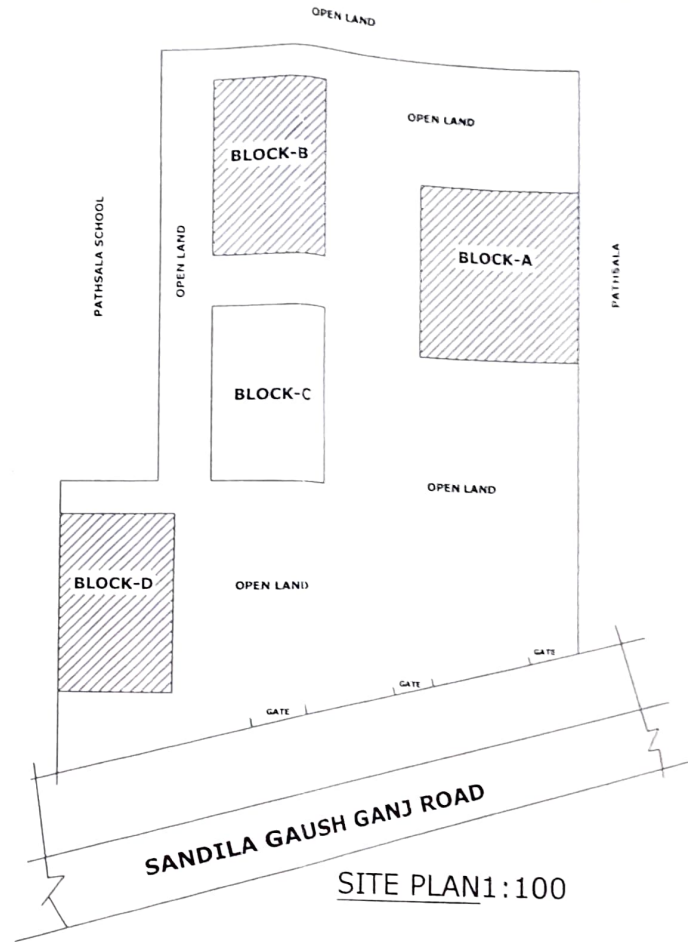 OPEN LAND
OPEN LAND
BLOCK-B
PATHSALA SCHOOL
OPEN LAND
BLOCK-A
PATHSALA
BLOCK-C
OPEN LAND
BLOCK-D
OPEN LAND
GATE
GATE
GATE
SANDILA GAUSH GANJ ROAD
SITE PLAN1:100